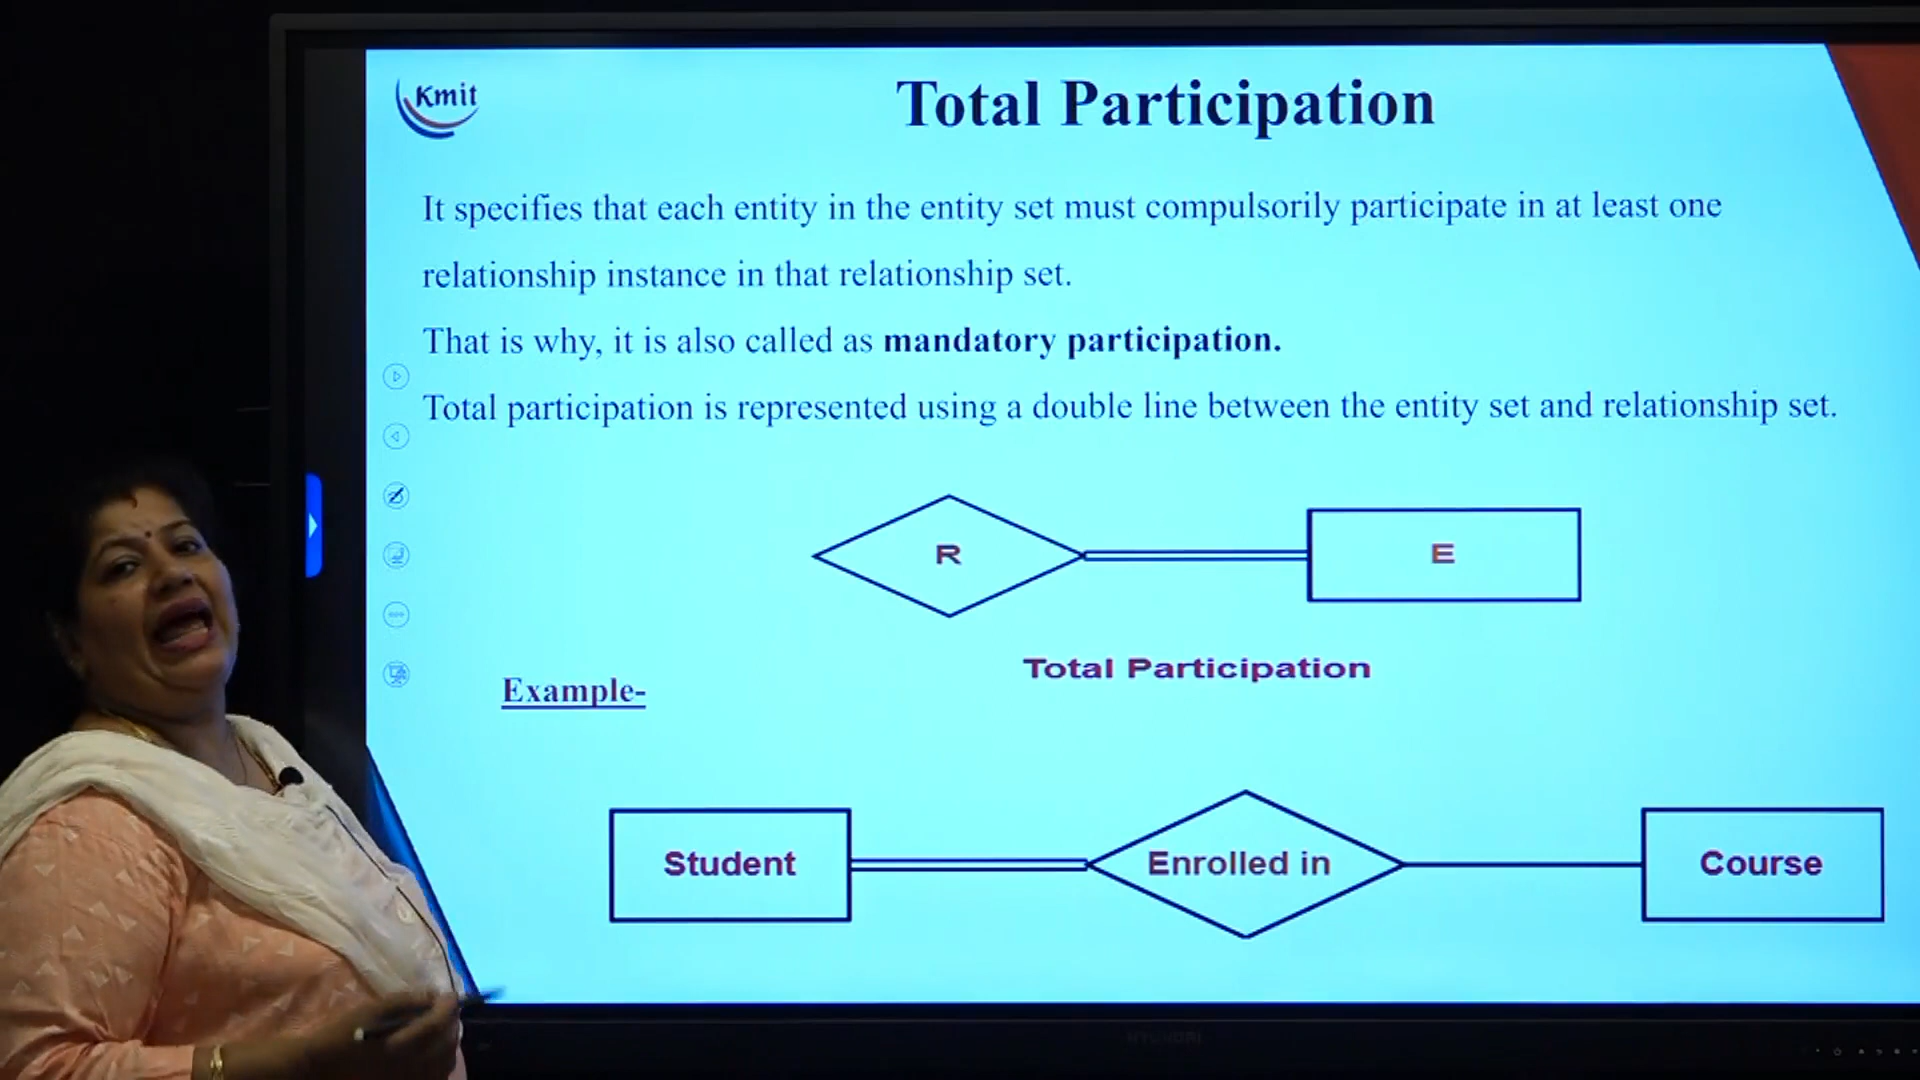 Kmit
Total Participation
It specifies that each entity in the entity set must compulsorily participate in at least one
relationship instance in that relationship set.
That is why, it is also called as mandatory participation.
Total participation is represented using a double line between the entity set and relationship set.
R
E
Total Participation
Example-
Student
Enrolled in
Course
HYUNDAI